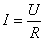 I = U/R